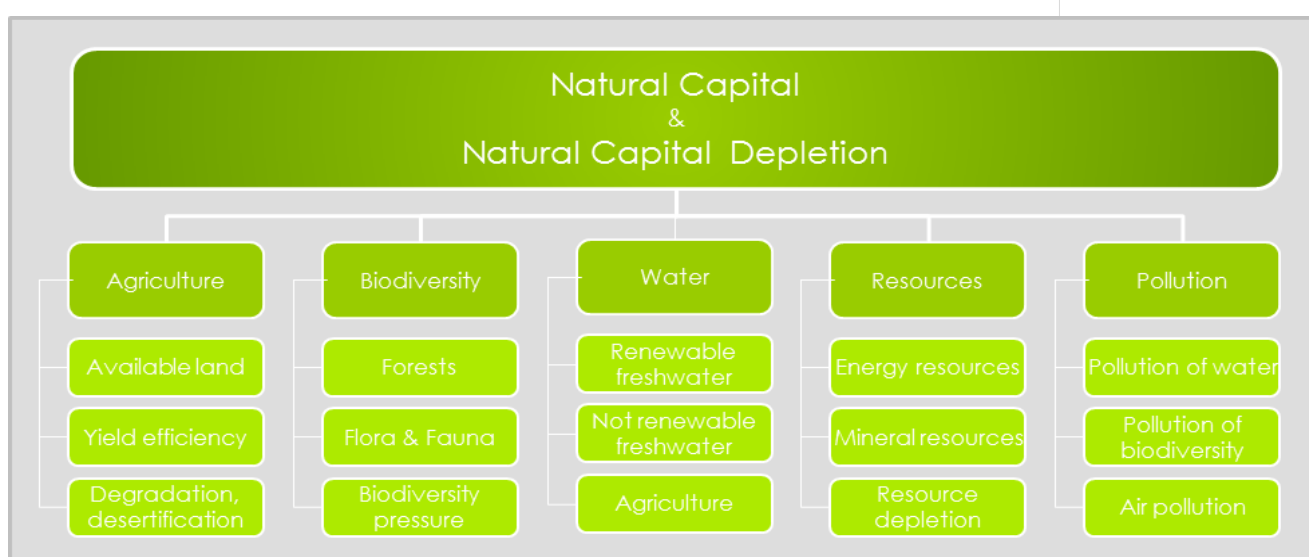 Natural Capital
&
Natural Capital Depletion
Agriculture
Available land
Yield efficiency
Degradation,
desertification
Biodiversity
Forests
Flora & Fauna
Biodiversity
pressure
Water
Renewable
freshwater
Not renewable
freshwater
Agriculture
Resources
Energy resources
Mineral resources
Resource
depletion
Pollution
Pollution of water
Pollution of
biodiversity
Air pollution